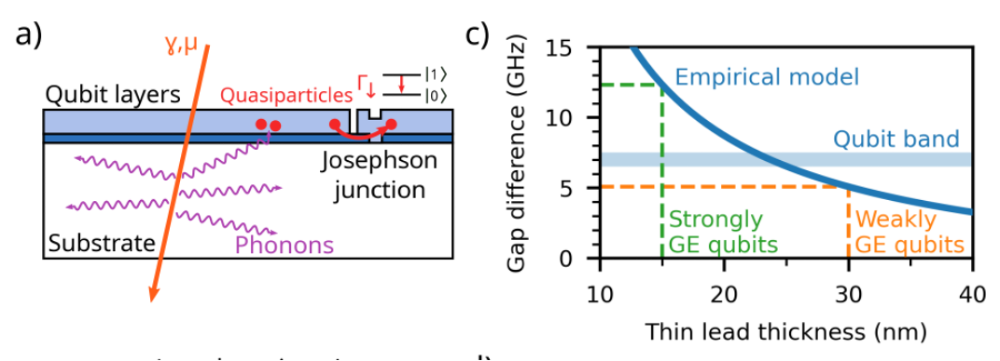 a)
ɣ,μ
Qubit layers
Quasiparticles
Γ↓
|1⟩
|0⟩
Josephson
junction
Substrate
Phonons
c)
Gap difference (GHz)
15
10
5
0
Empirical model
Qubit band
Strongly
GE qubits
Weakly
GE qubits
10
20
30
40
Thin lead thickness (nm)